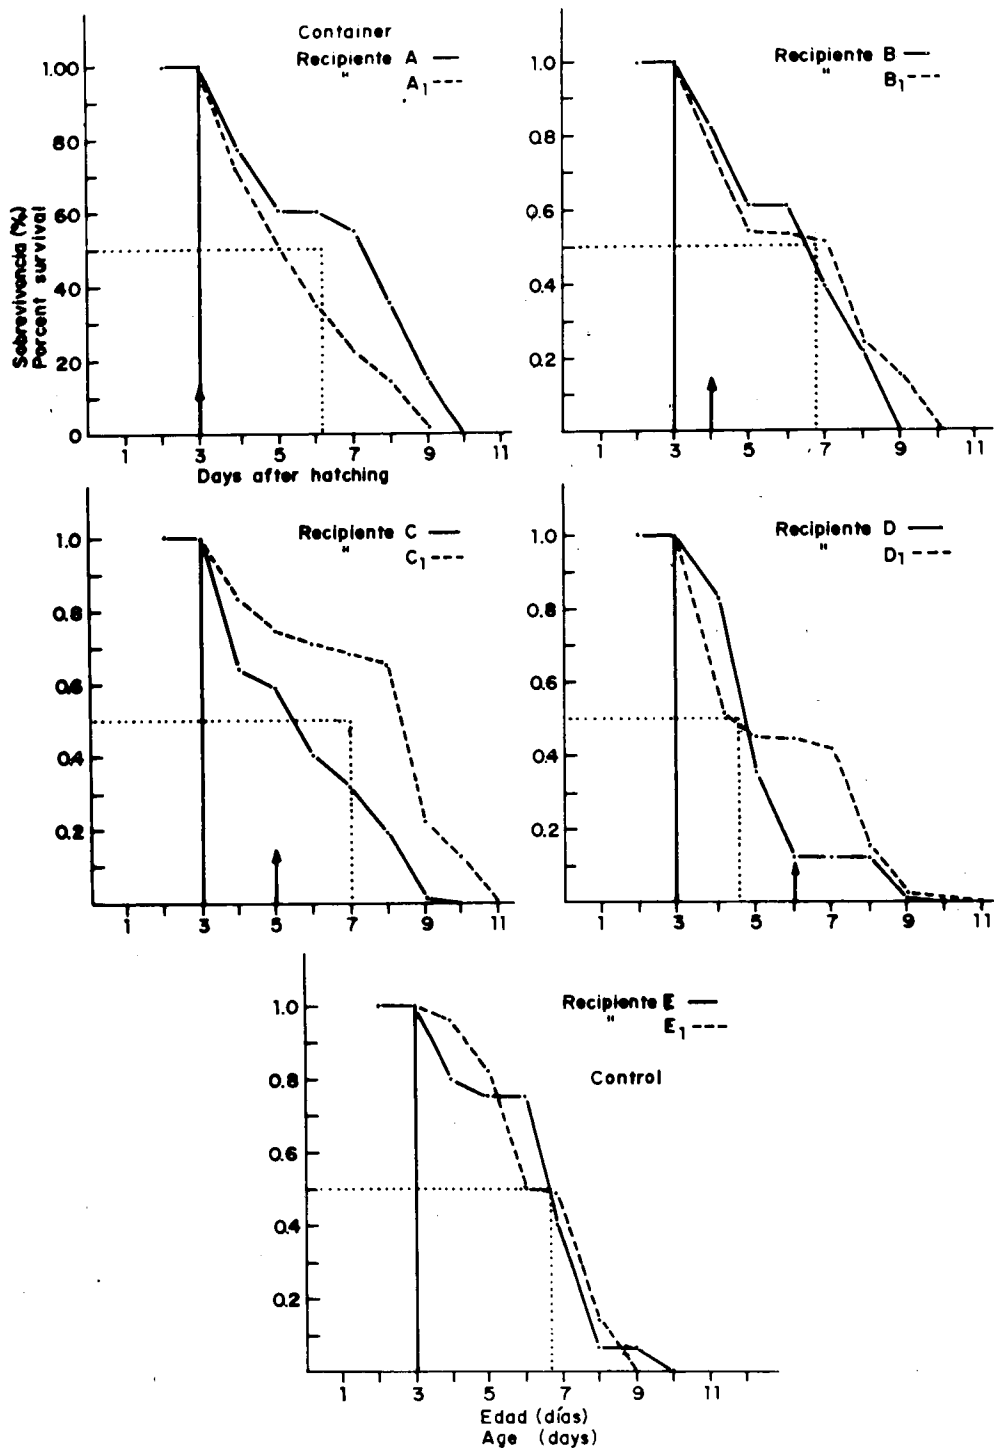 Container
Recipiente A
" A1
Sobrevivencia (%)
Porcent survival
1.00
80
60
40
20
0
1 3 5 7 9 11
Days after hatching
Recipiente B
" B1
1.0
0.8
0.6
0.4
0.2
1 3 5 7 9 11
Recipiente C
" C1
1.0
0.8
0.6
0.4
0.2
1 3 5 7 9 11
Recipiente D
" D1
1.0
0.8
0.6
0.4
0.2
1 3 5 7 9 11
Recipiente E
" E1
Control
1.0
0.8
0.6
0.4
0.2
1 3 5 7 9 11
Edad (días)
Age (days)